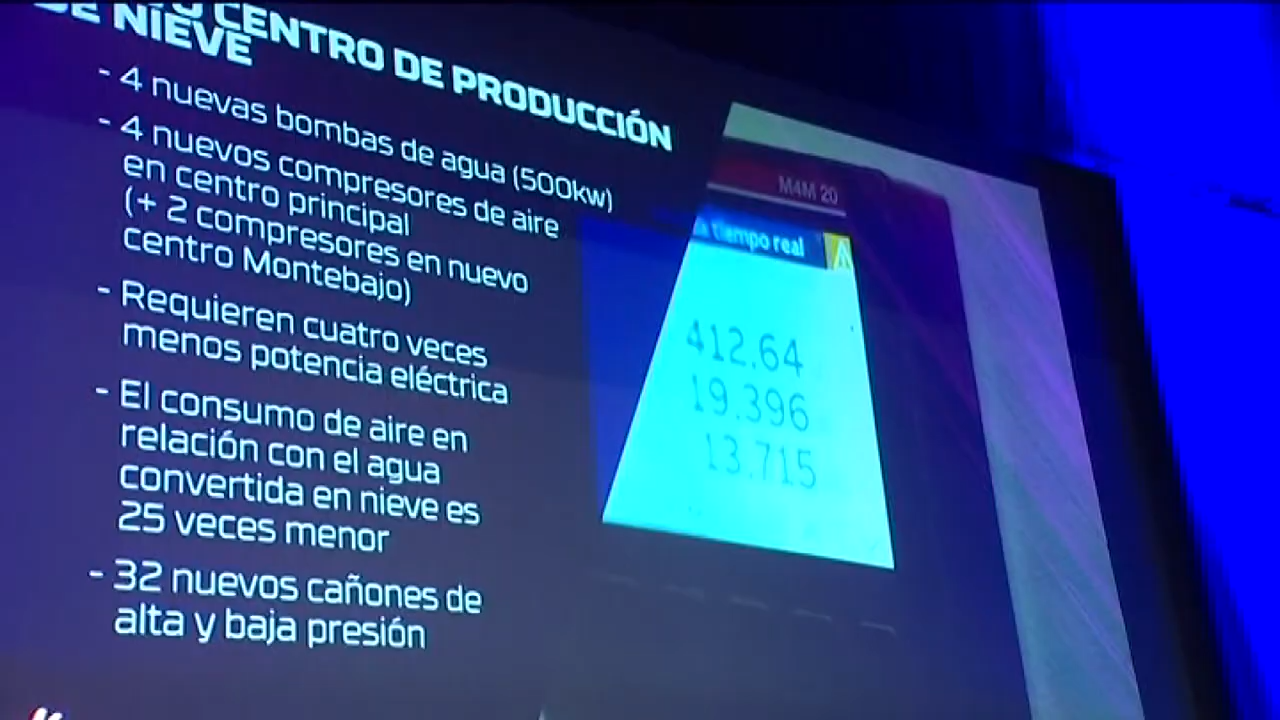 CENTRO DE PRODUCCIÓN
DE NIEVE
- 4 nuevas bombas de agua (500kw)
- 4 nuevos compresores de aire
en centro principal
(+ 2 compresores en nuevo
centro Montebajo)
- Requieren cuatro veces
menos potencia eléctrica
- El consumo de aire en
relación con el agua
convertida en nieve es
25 veces menor
- 32 nuevos cañones de
alta y baja presión
M4M 20
tiempo real
412.64
19.396
13.715